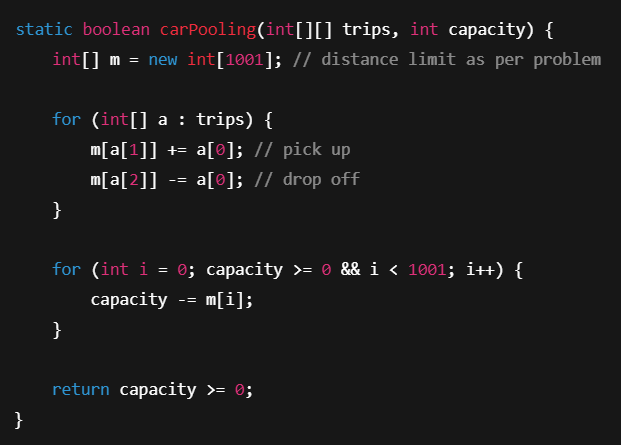 static boolean carPooling(int[][] trips, int capacity) {
    int[] m = new int[1001]; // distance limit as per problem

    for (int[] a : trips) {
        m[a[1]] += a[0]; // pick up
        m[a[2]] -= a[0]; // drop off
    }

    for (int i = 0; capacity >= 0 && i < 1001; i++) {
        capacity -= m[i];
    }

    return capacity >= 0;
}